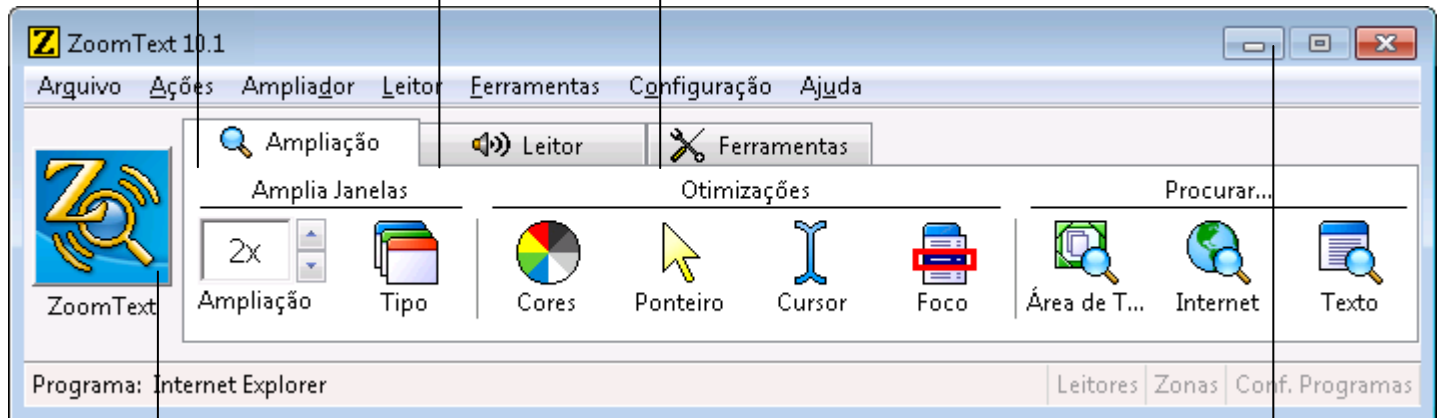 ZoomText 10.1
Arquivo Ações Ampliador Leitor Ferramentas Configuração Ajuda
Ampliação Leitor Ferramentas
Amplia Janelas Otimizações Procurar...
2x
Ampliação Tipo Cores Ponteiro Cursor Foco Área de T... Internet Texto
ZoomText
Programa: Internet Explorer Leitores Zonas Conf. Programas